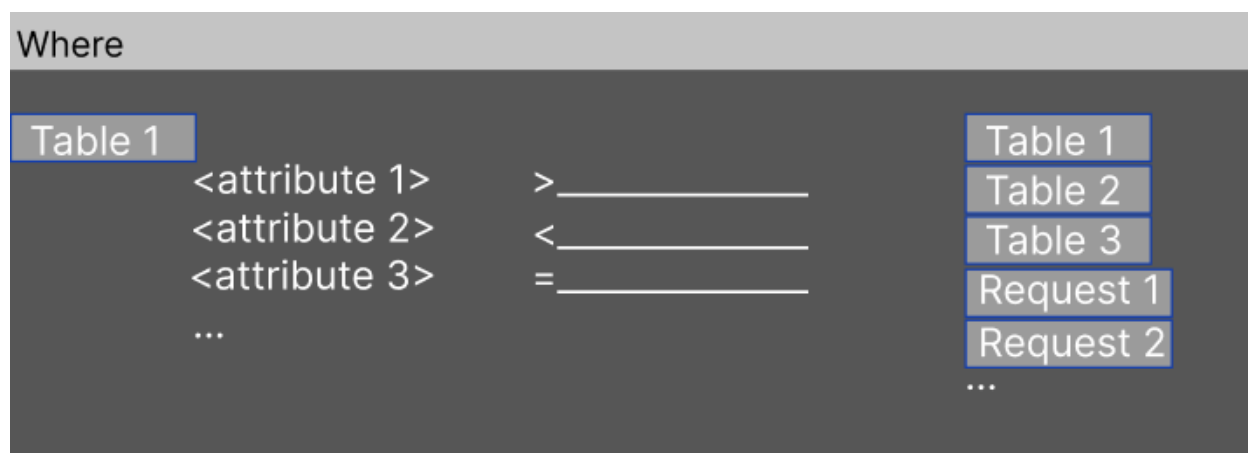 Where
Table 1
<attribute 1> >
<attribute 2> <
<attribute 3> =
...
Table 1
Table 2
Table 3
Request 1
Request 2
...